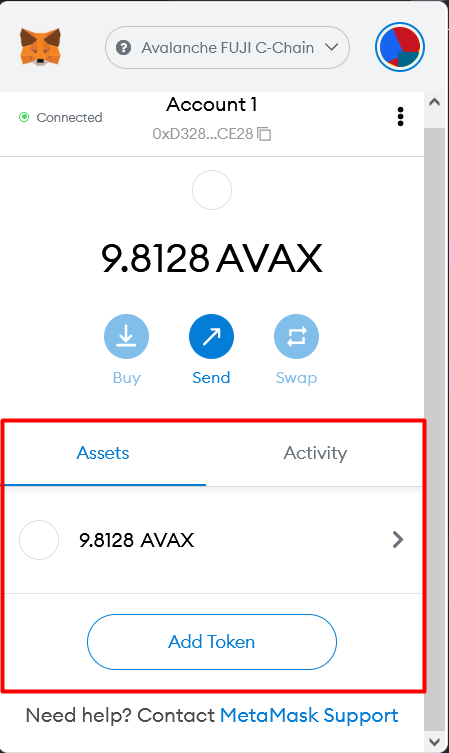 ? Avalanche FUJI C-Chain
Connected
Account 1
0xD328...CE28
9.8128 AVAX
Buy Send Swap
Assets Activity
9.8128 AVAX
Add Token
Need help? Contact MetaMask Support